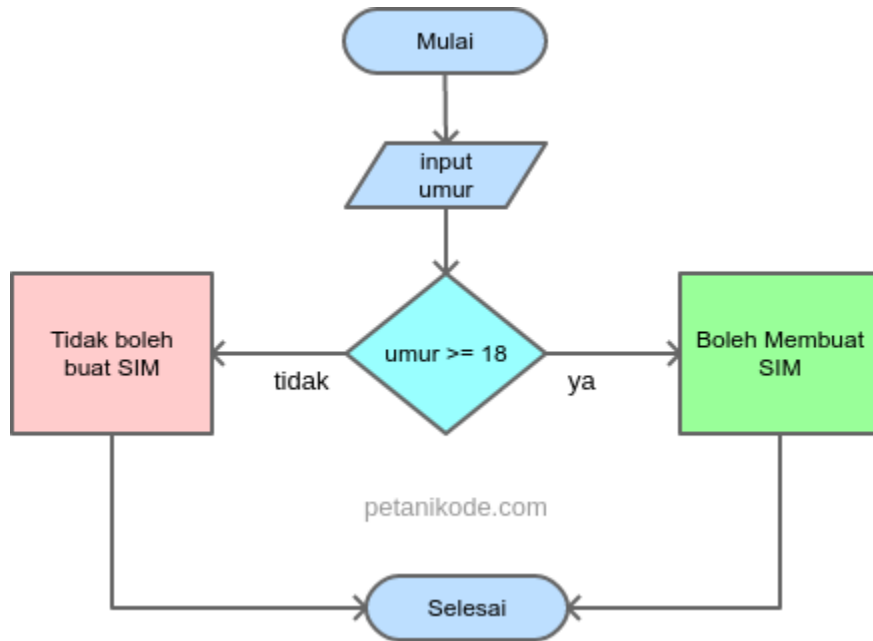 Mulai
input
umur
umur >= 18
tidak
ya
Tidak boleh
buat SIM
Boleh Membuat
SIM
petanikode.com
Selesai